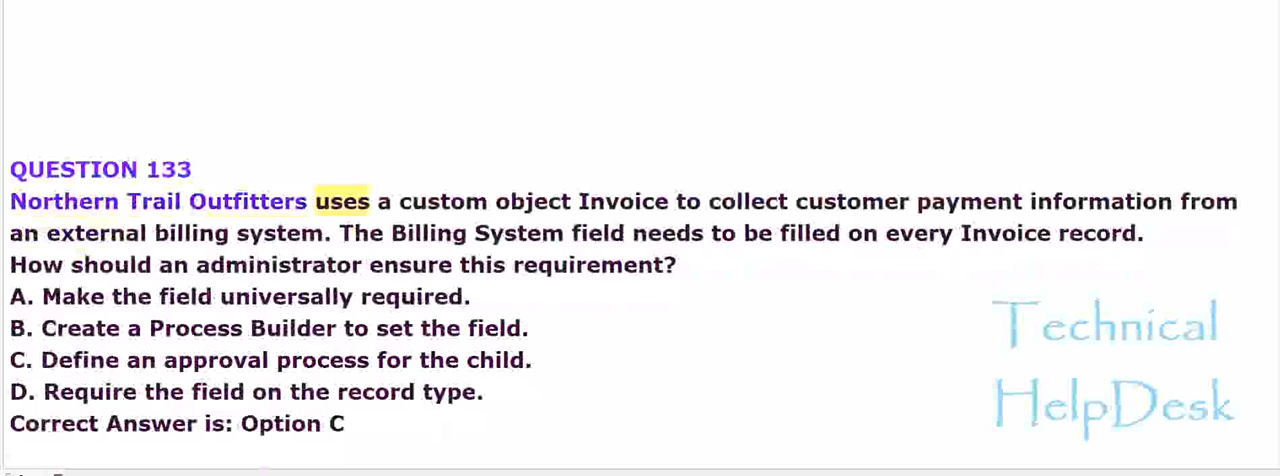 QUESTION 133
Northern Trail Outfitters uses a custom object Invoice to collect customer payment information from
an external billing system. The Billing System field needs to be filled on every Invoice record.
How should an administrator ensure this requirement?
A. Make the field universally required.
B. Create a Process Builder to set the field.
C. Define an approval process for the child.
D. Require the field on the record type.
Correct Answer is: Option C
Technical
HelpDesk